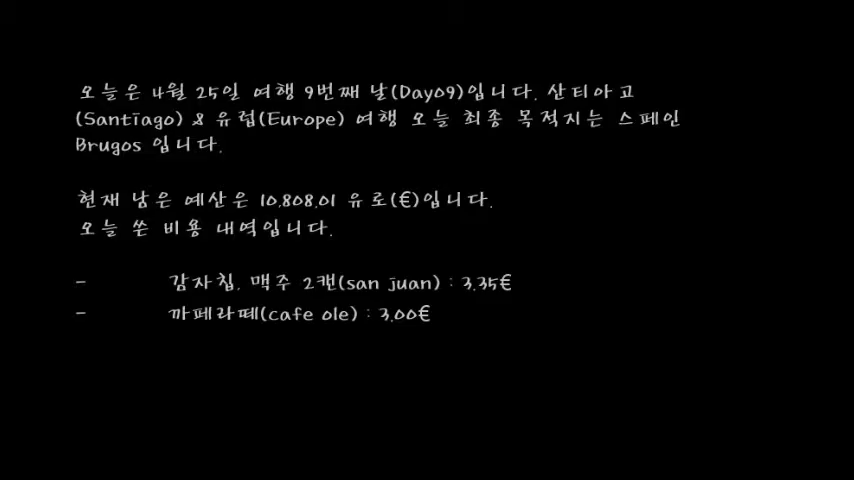 오늘은 4월 25일 여행 9번째 날(Day09)입니다. 산티아고
(Santiago) & 유럽(Europe) 여행 오늘 최종 목적지는 스페인
Brugos 입니다.
현재 남은 예산은 10,808.01 유로(€)입니다.
오늘 쓴 비용 내역입니다.
- 감자칩, 맥주 2캔(san juan) : 3.35€
- 까페라떼(cafe ole) : 3.00€